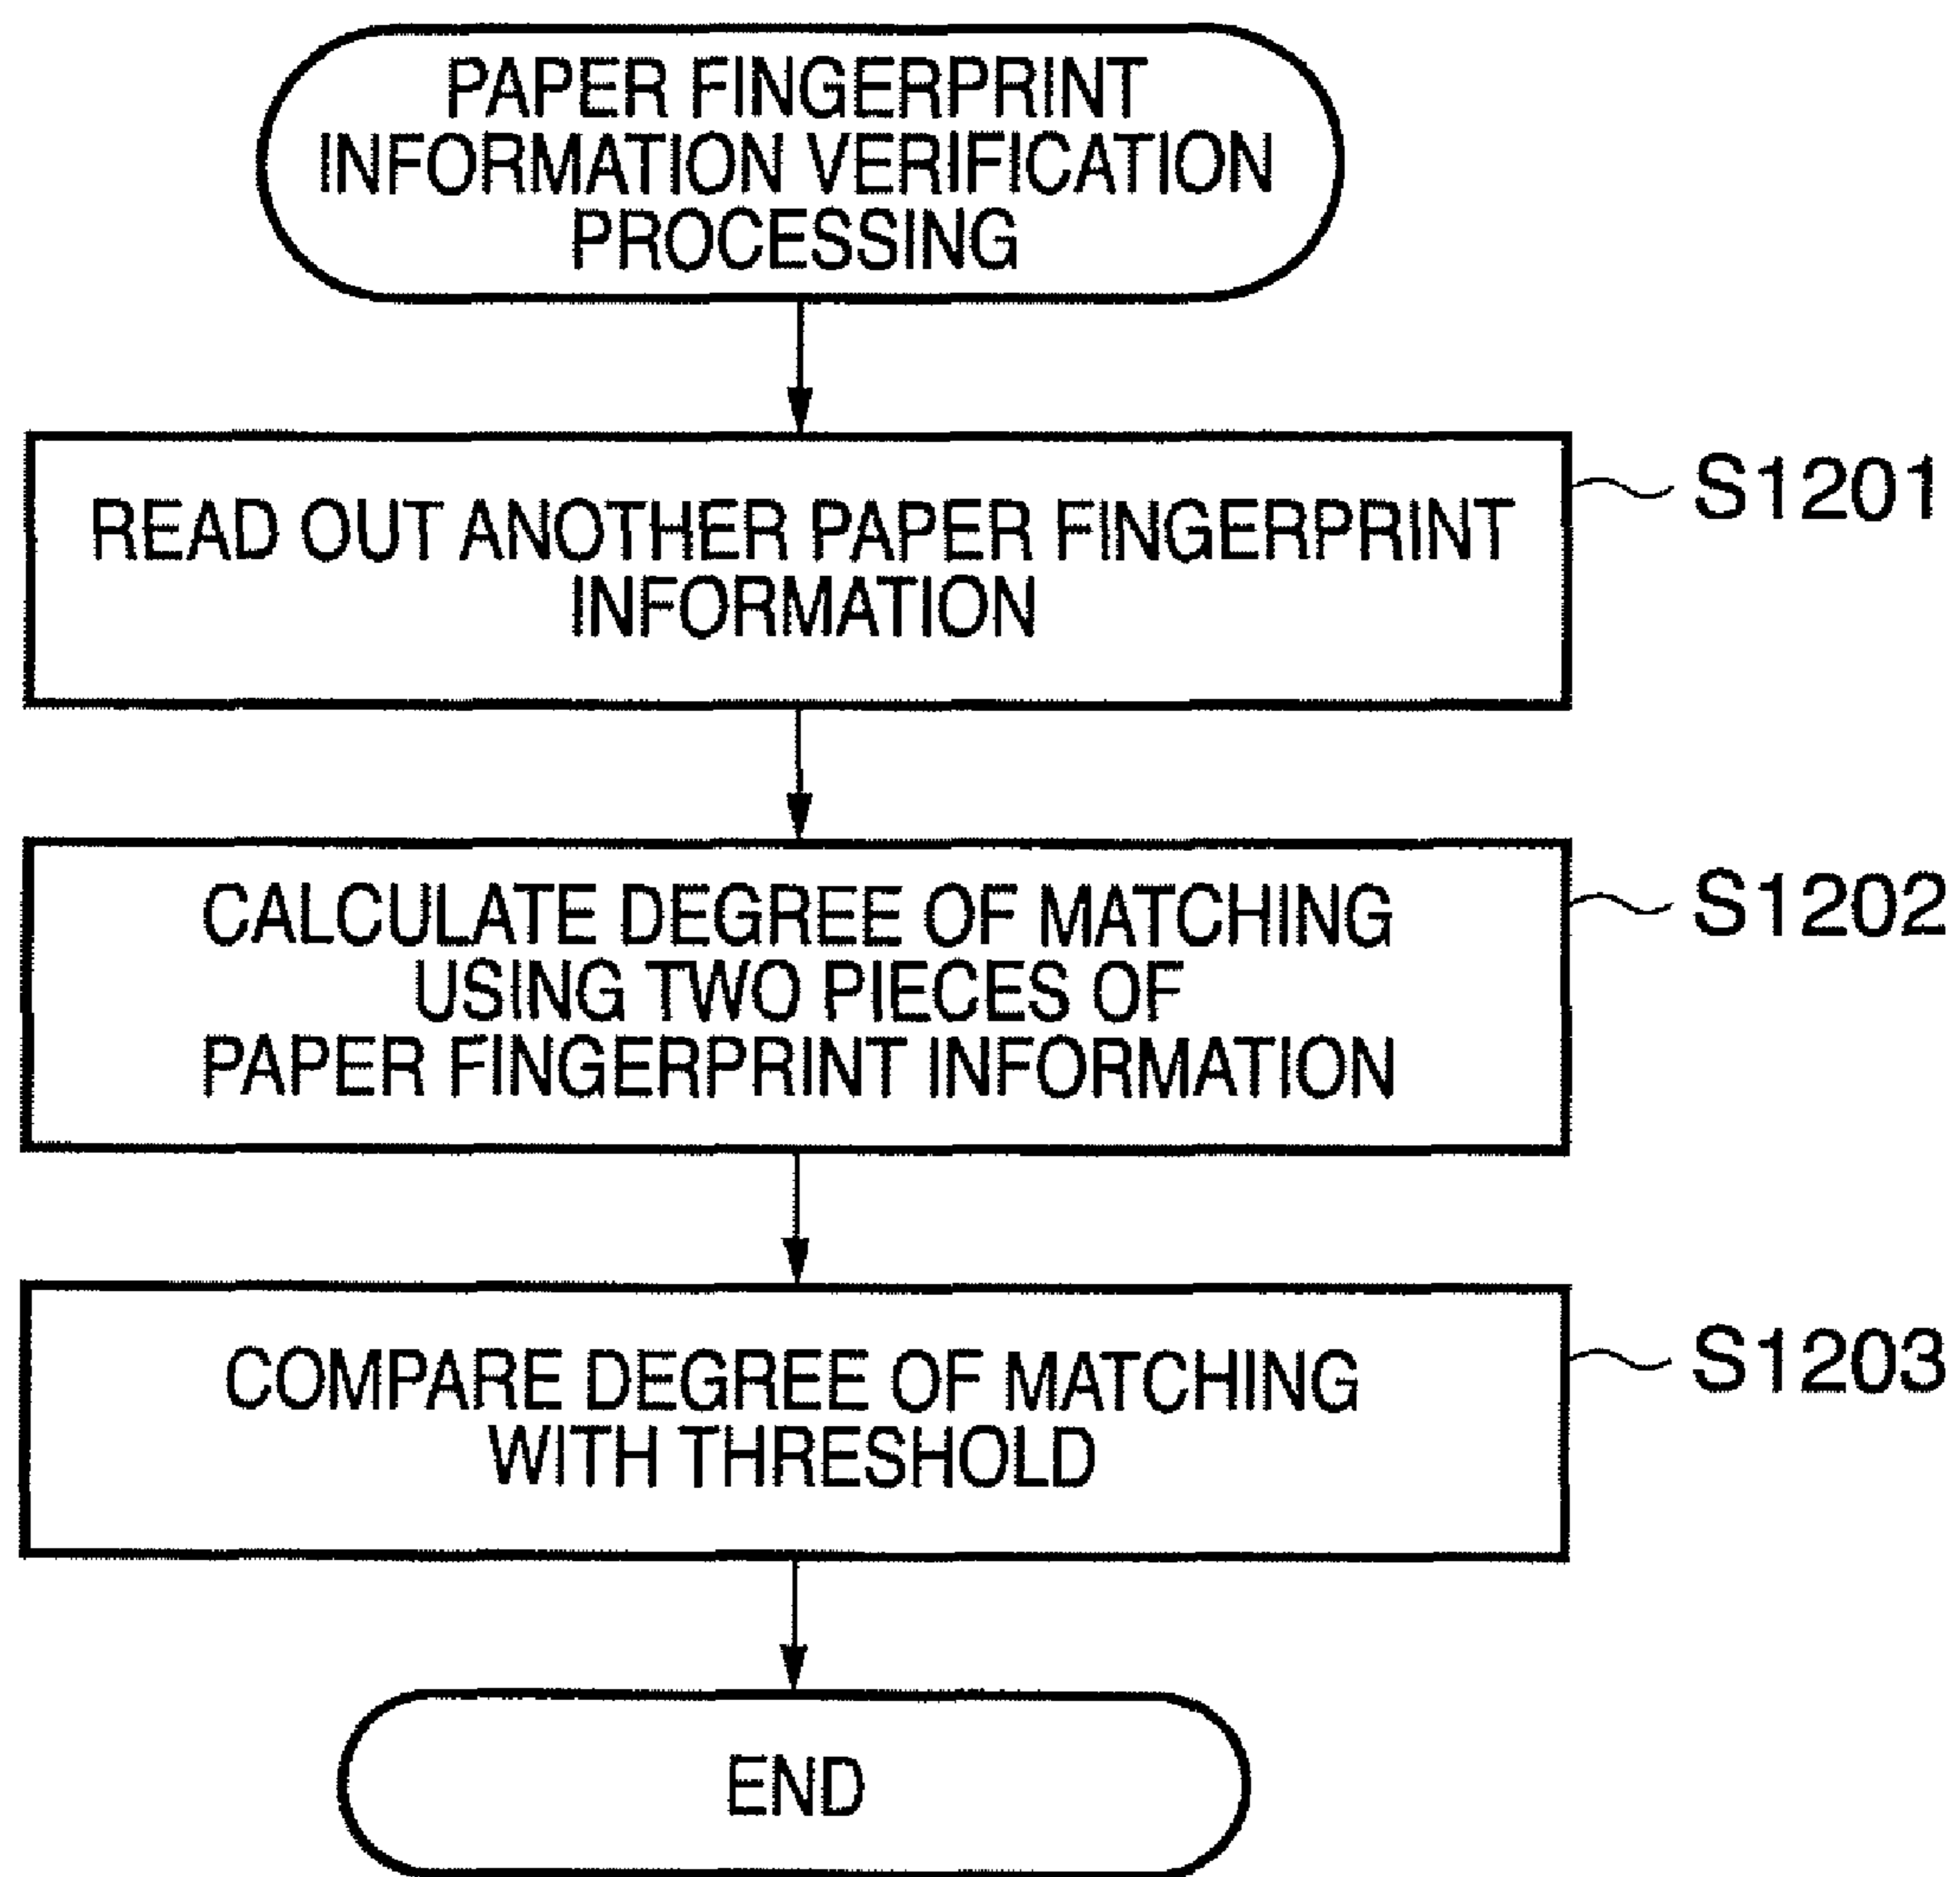 PAPER FINGERPRINT
INFORMATION VERIFICATION
PROCESSING
READ OUT ANOTHER PAPER FINGERPRINT
INFORMATION
S1201
CALCULATE DEGREE OF MATCHING
USING TWO PIECES OF
PAPER FINGERPRINT INFORMATION
S1202
COMPARE DEGREE OF MATCHING
WITH THRESHOLD
S1203
END